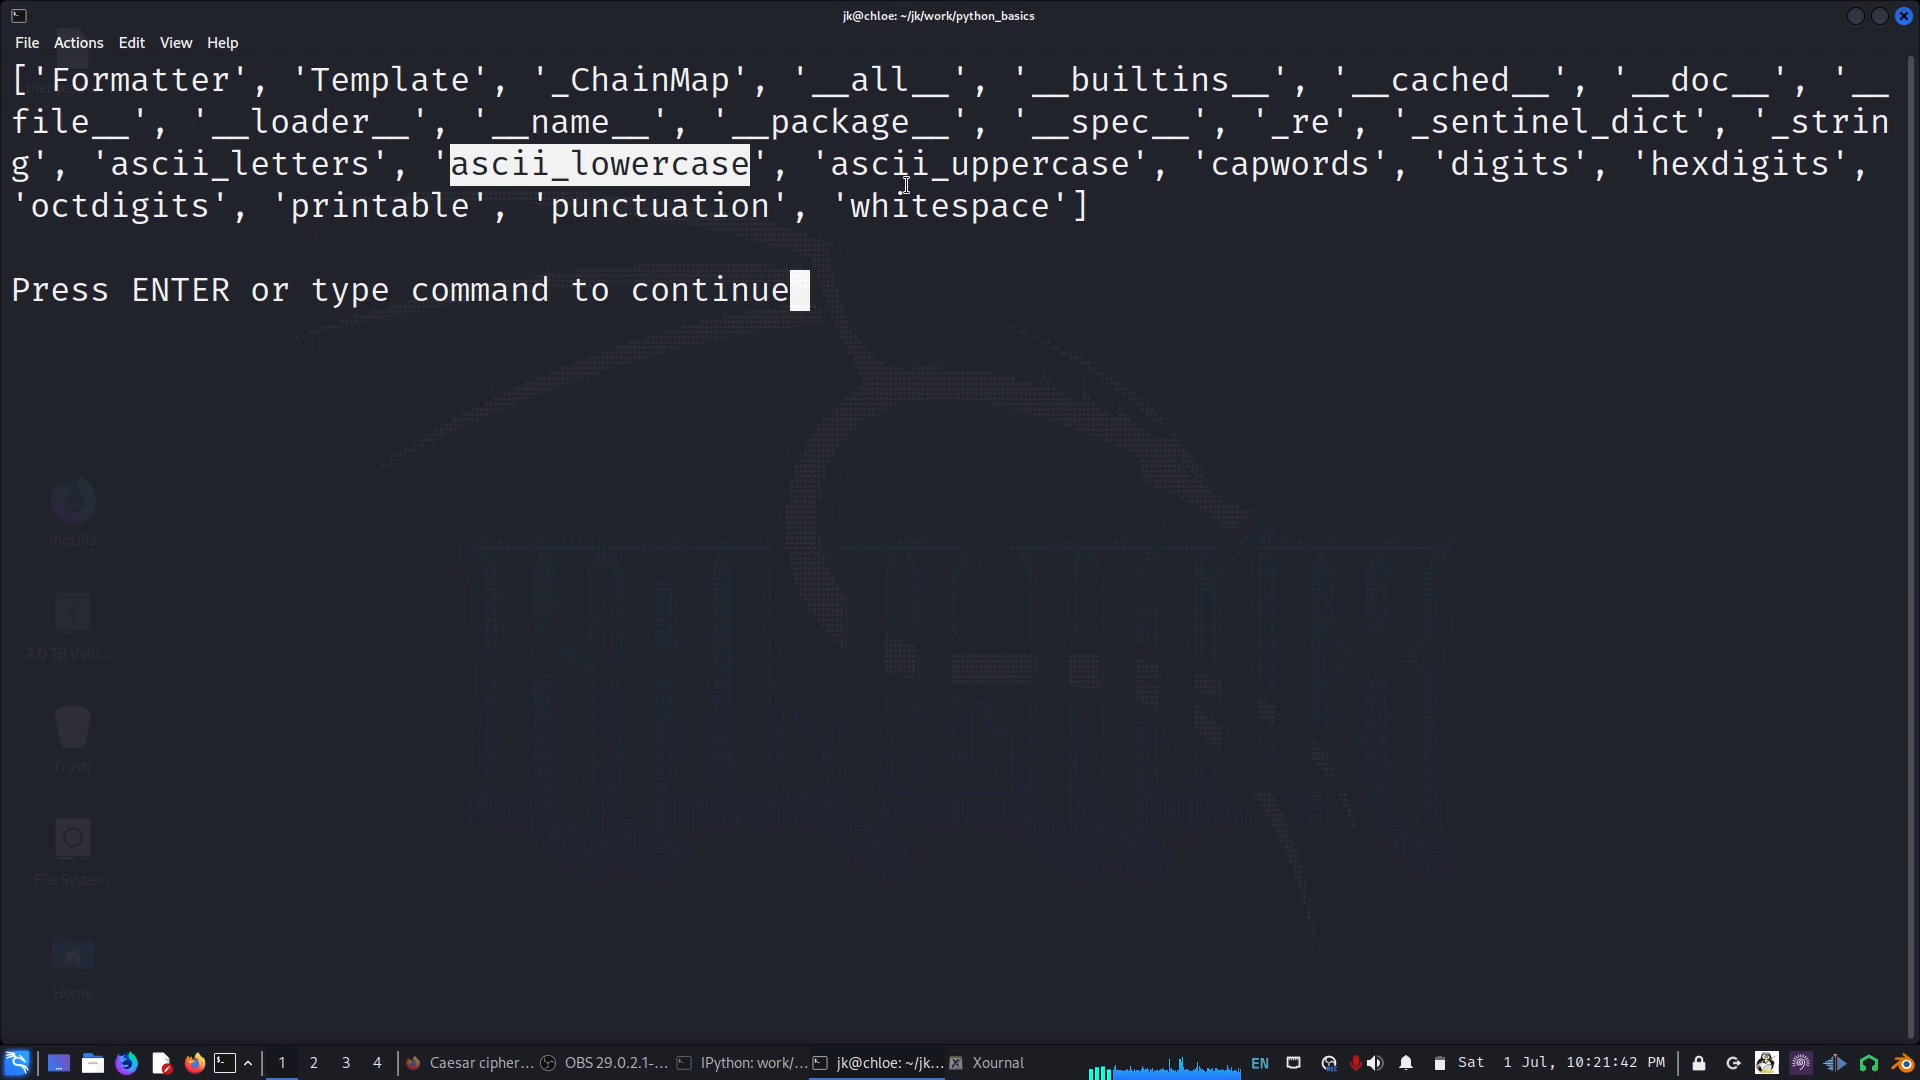 jk@chloe: ~/jk/work/python_basics
File Actions Edit View Help
['Formatter', 'Template', '_ChainMap', '__all__', '__builtins__', '__cached__', '__doc__', '__
file__', '__loader__', '__name__', '__package__', '__spec__', '_re', '_sentinel_dict', '_strin
g', 'ascii_letters', 'ascii_lowercase', 'ascii_uppercase', 'capwords', 'digits', 'hexdigits',
'octdigits', 'printable', 'punctuation', 'whitespace']
Press ENTER or type command to continue
mozilla
2.0 TB Volu...
Trash
File System
Home
1 2 3 4 Caesar cipher... OBS 29.0.2.1-... IPython: work/... jk@chloe: ~/jk... Xournal EN Sat 1 Jul, 10:21:42 PM